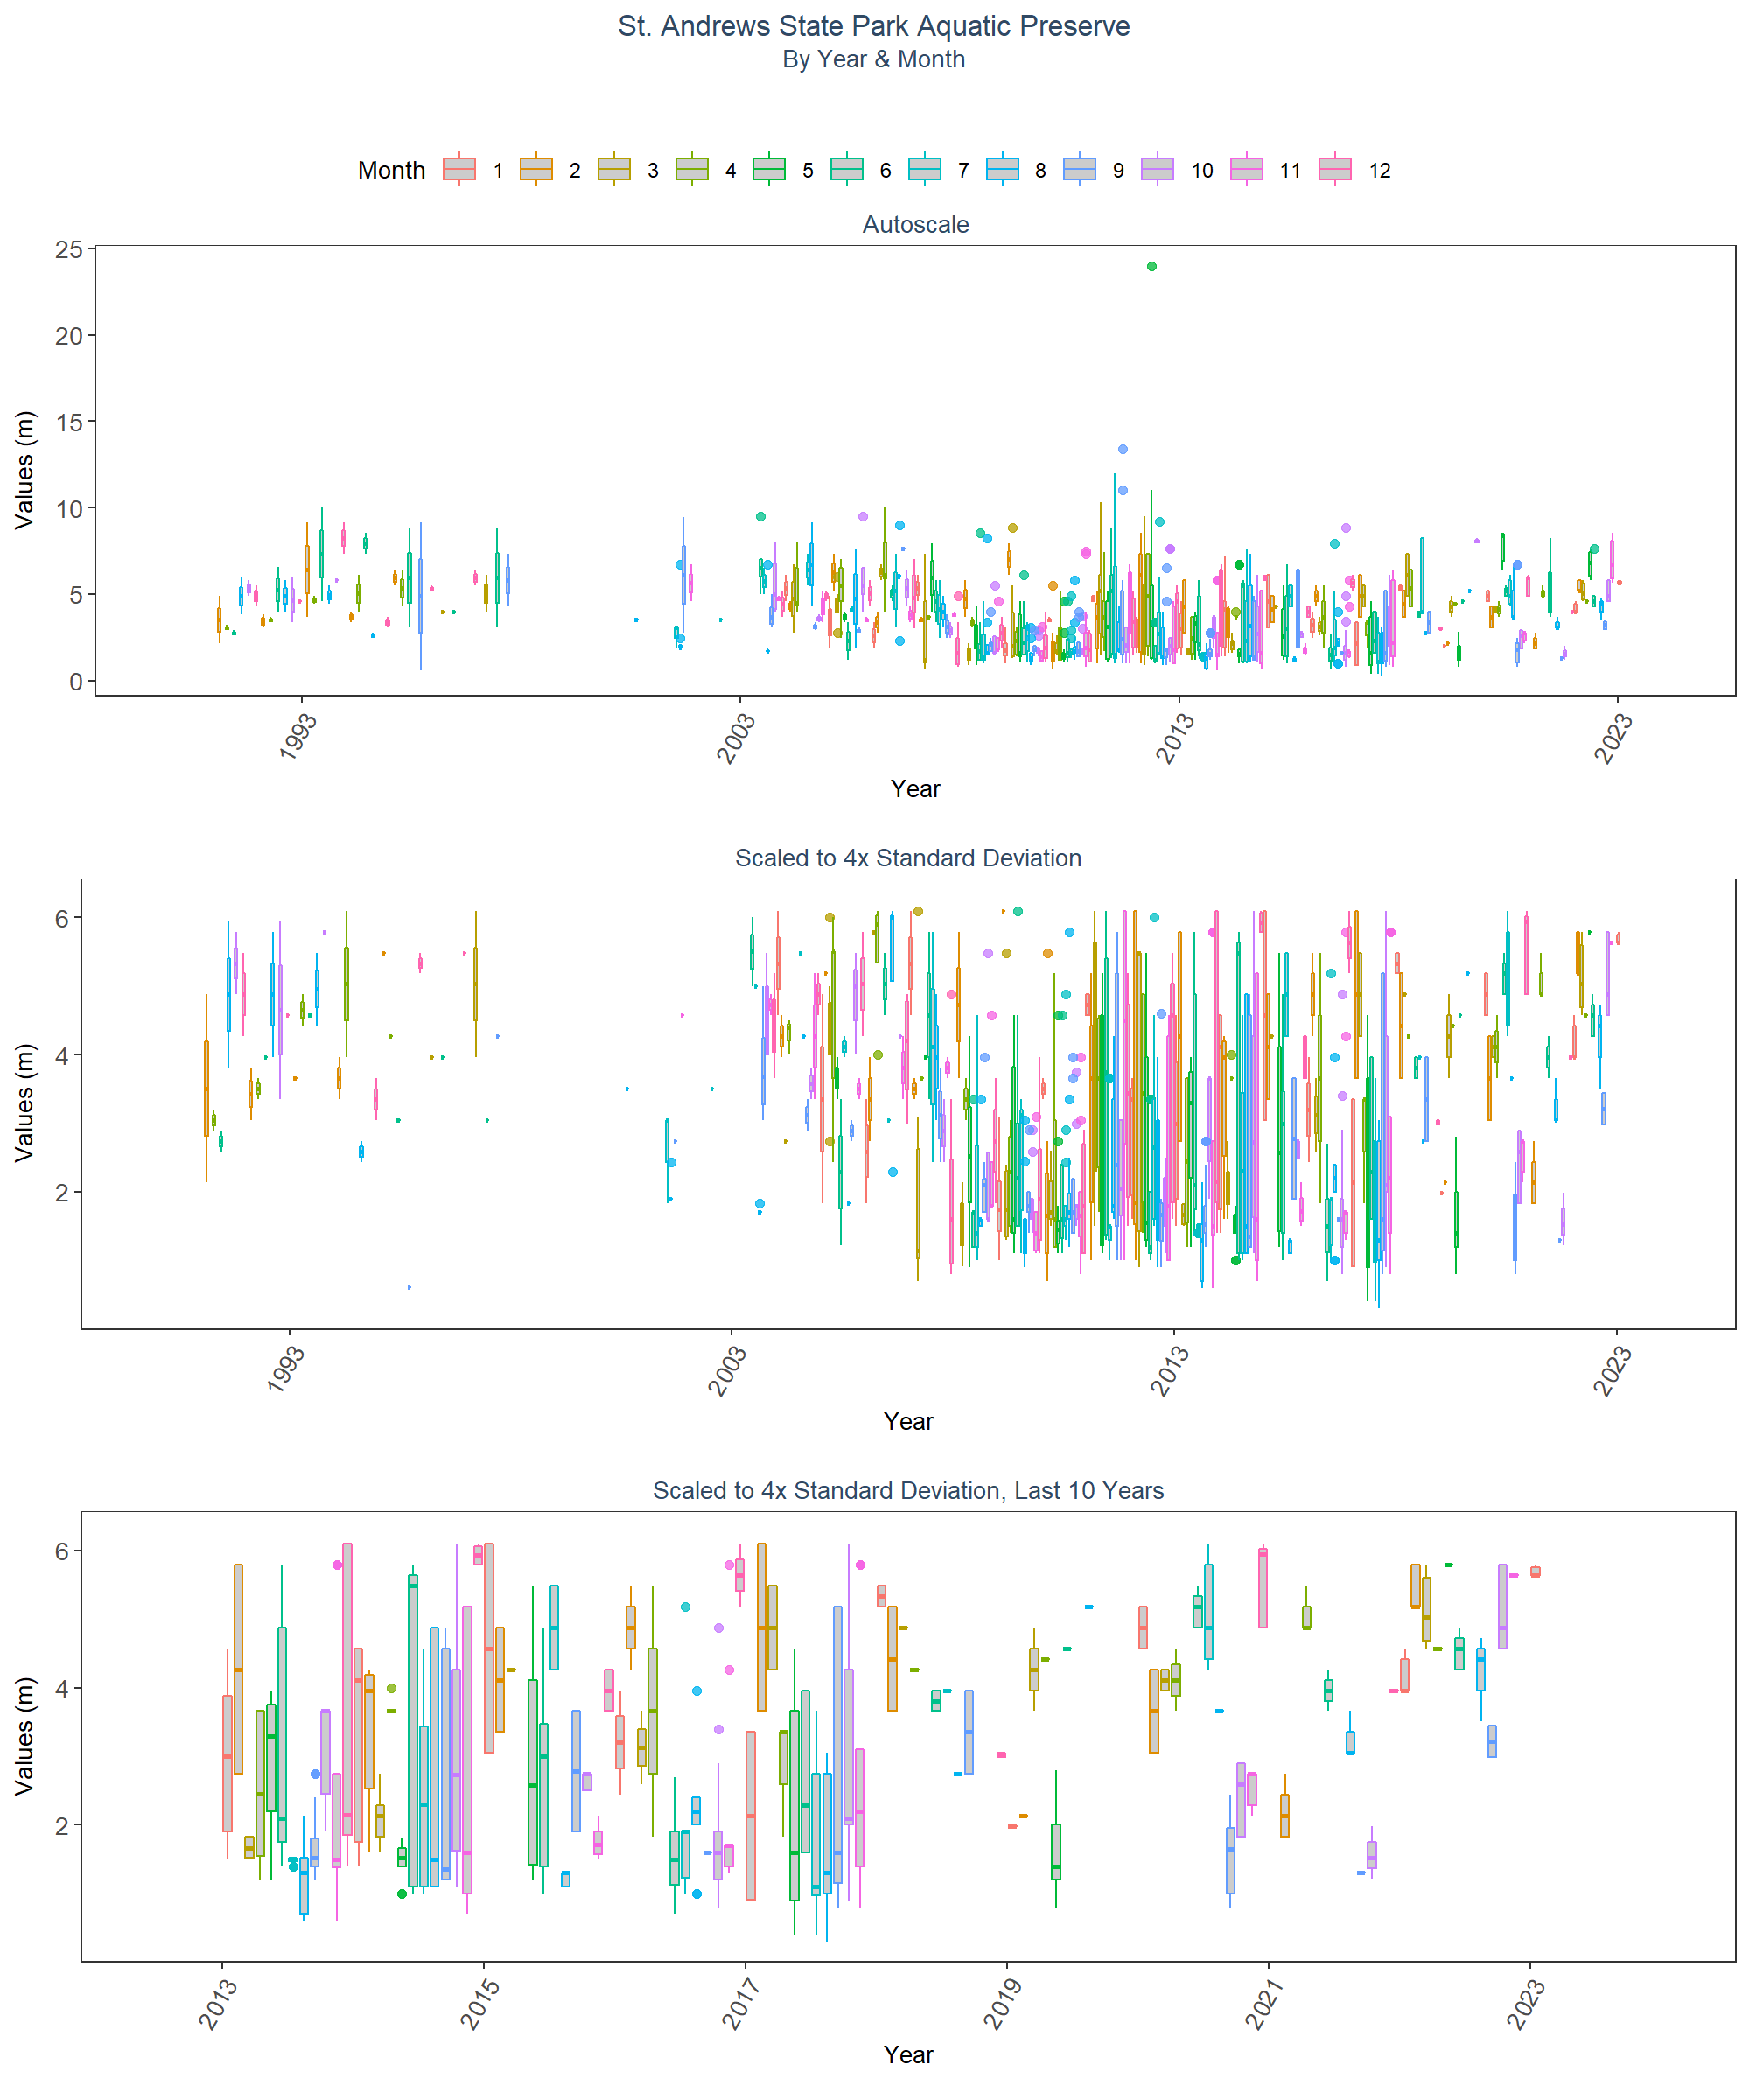 St. Andrews State Park Aquatic Preserve
By Year & Month
Month 1 2 3 4 5 6 7 8 9 10 11 12
Autoscale
25
20
15
10
5
0
Values (m)
1993 2003 2013 2023
Year
Scaled to 4x Standard Deviation
6
4
2
Values (m)
1993 2003 2013 2023
Year
Scaled to 4x Standard Deviation, Last 10 Years
6
4
2
Values (m)
2013 2015 2017 2019 2021 2023
Year